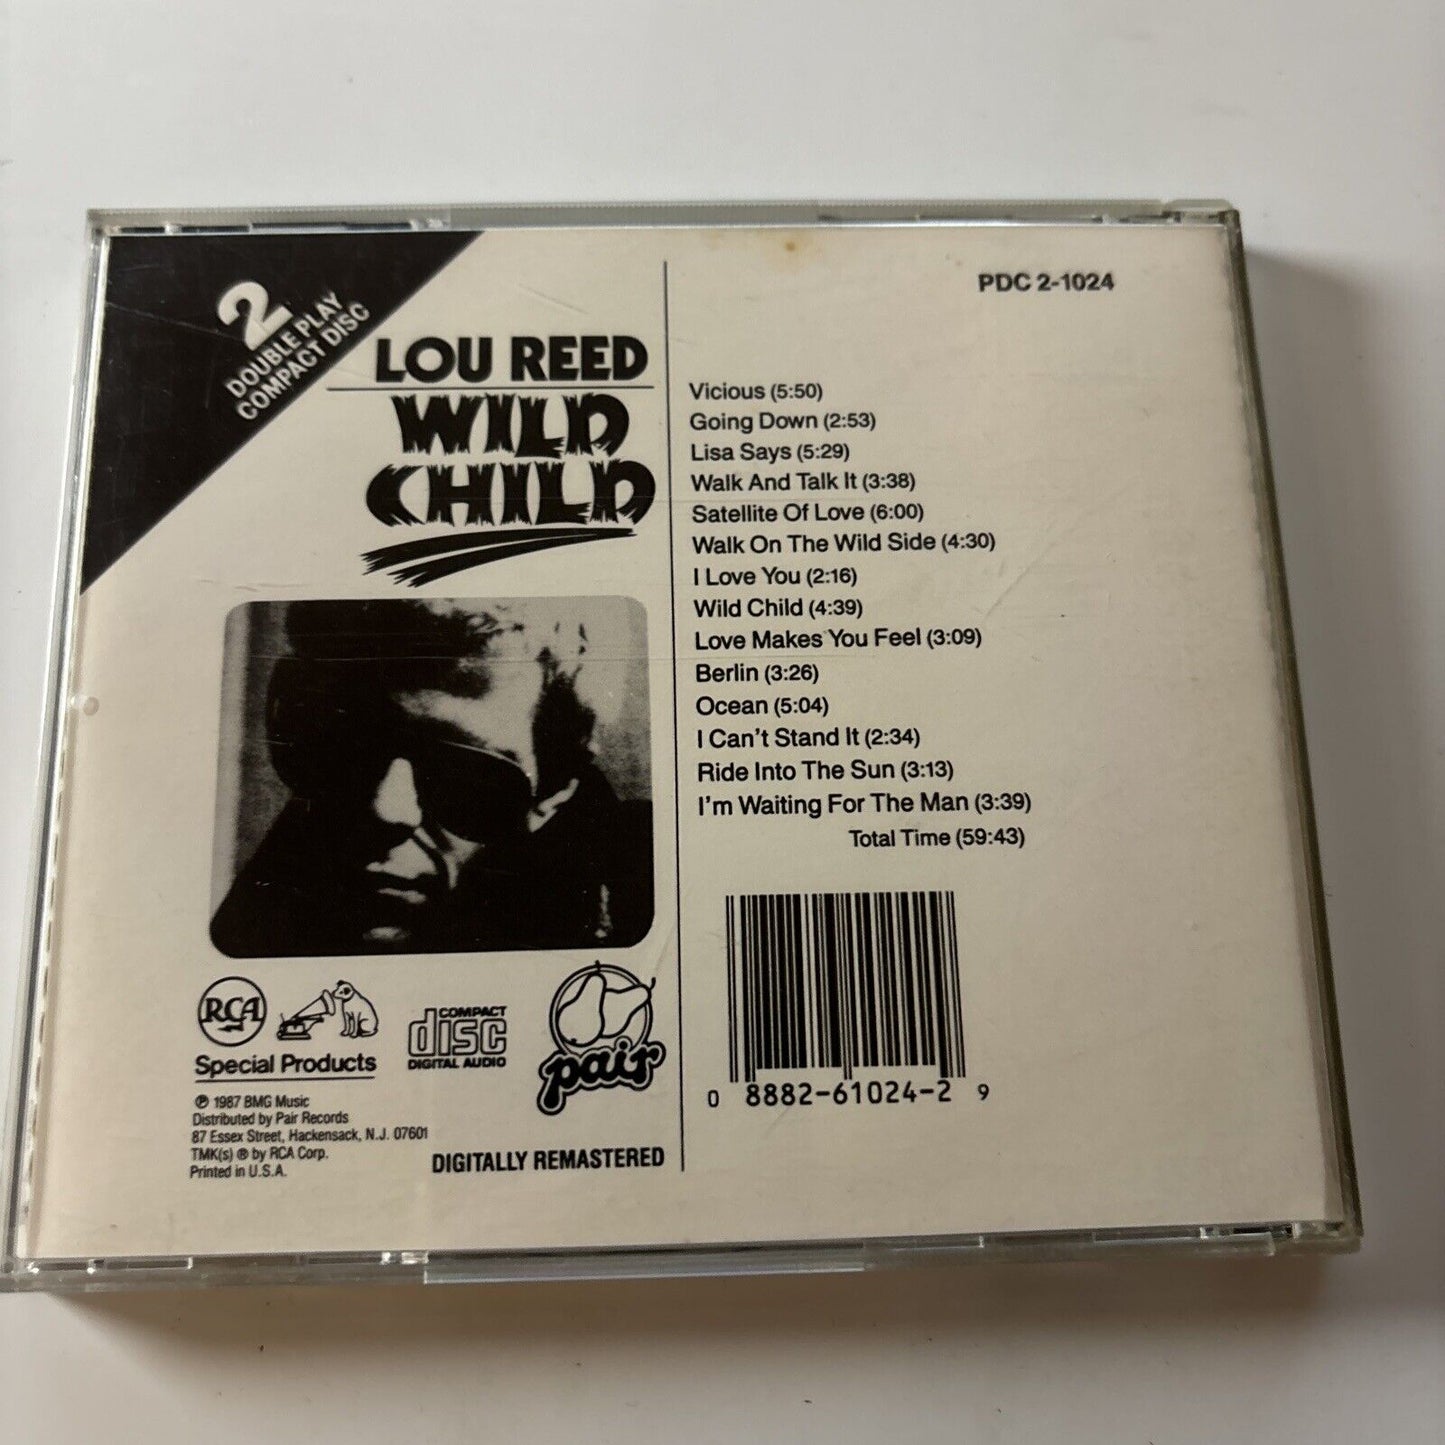 2
DOUBLE PLAY
COMPACT DISC
LOU REED
WILD
CHILD
RCA
Special Products
COMPACT
disc
DIGITAL AUDIO
pair
℗ 1987 BMG Music
Distributed by Pair Records
87 Essex Street, Hackensack, N.J. 07601
TMK(s) ® by RCA Corp.
Printed in U.S.A.
DIGITALLY REMASTERED
PDC 2-1024
Vicious (5:50)
Going Down (2:53)
Lisa Says (5:29)
Walk And Talk It (3:38)
Satellite Of Love (6:00)
Walk On The Wild Side (4:30)
I Love You (2:16)
Wild Child (4:39)
Love Makes You Feel (3:09)
Berlin (3:26)
Ocean (5:04)
I Can't Stand It (2:34)
Ride Into The Sun (3:13)
I'm Waiting For The Man (3:39)
Total Time (59:43)
0 8882-61024-2 9